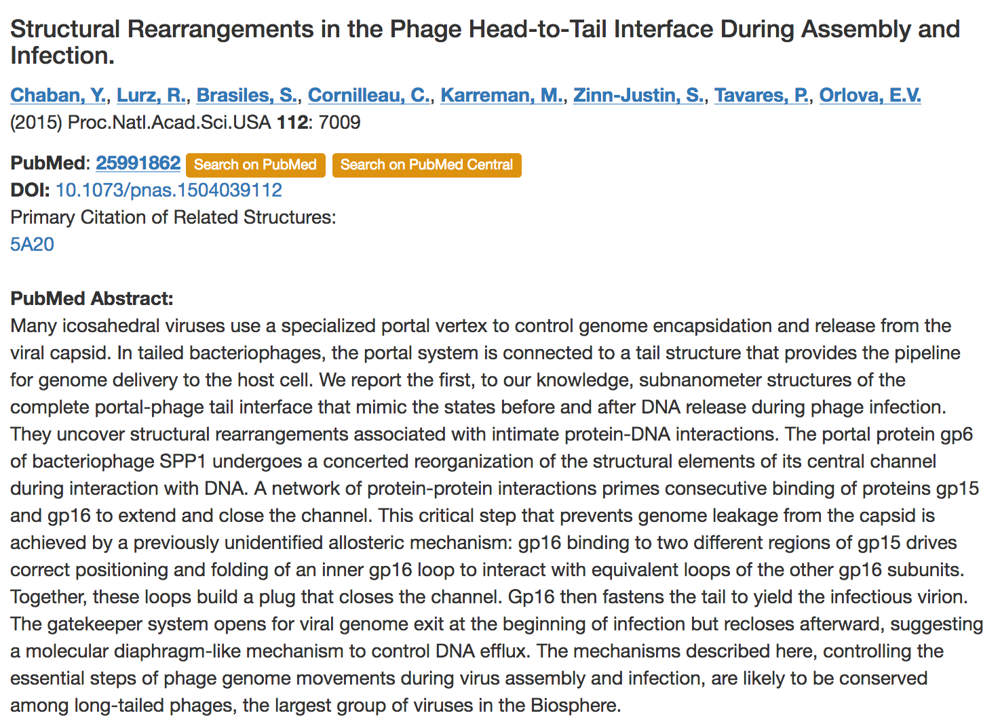 Structural Rearrangements in the Phage Head-to-Tail Interface During Assembly and
Infection.
Chaban, Y., Lurz, R., Brasiles, S., Cornilleau, C., Karreman, M., Zinn-Justin, S., Tavares, P., Orlova, E.V.
(2015) Proc.Natl.Acad.Sci.USA 112: 7009
PubMed: 25991862 Search on PubMed Search on PubMed Central
DOI: 10.1073/pnas.1504039112
Primary Citation of Related Structures:
5A20
PubMed Abstract:
Many icosahedral viruses use a specialized portal vertex to control genome encapsidation and release from the
viral capsid. In tailed bacteriophages, the portal system is connected to a tail structure that provides the pipeline
for genome delivery to the host cell. We report the first, to our knowledge, subnanometer structures of the
complete portal-phage tail interface that mimic the states before and after DNA release during phage infection.
They uncover structural rearrangements associated with intimate protein-DNA interactions. The portal protein gp6
of bacteriophage SPP1 undergoes a concerted reorganization of the structural elements of its central channel
during interaction with DNA. A network of protein-protein interactions primes consecutive binding of proteins gp15
and gp16 to extend and close the channel. This critical step that prevents genome leakage from the capsid is
achieved by a previously unidentified allosteric mechanism: gp16 binding to two different regions of gp15 drives
correct positioning and folding of an inner gp16 loop to interact with equivalent loops of the other gp16 subunits.
Together, these loops build a plug that closes the channel. Gp16 then fastens the tail to yield the infectious virion.
The gatekeeper system opens for viral genome exit at the beginning of infection but recloses afterward, suggesting
a molecular diaphragm-like mechanism to control DNA efflux. The mechanisms described here, controlling the
essential steps of phage genome movements during virus assembly and infection, are likely to be conserved
among long-tailed phages, the largest group of viruses in the Biosphere.